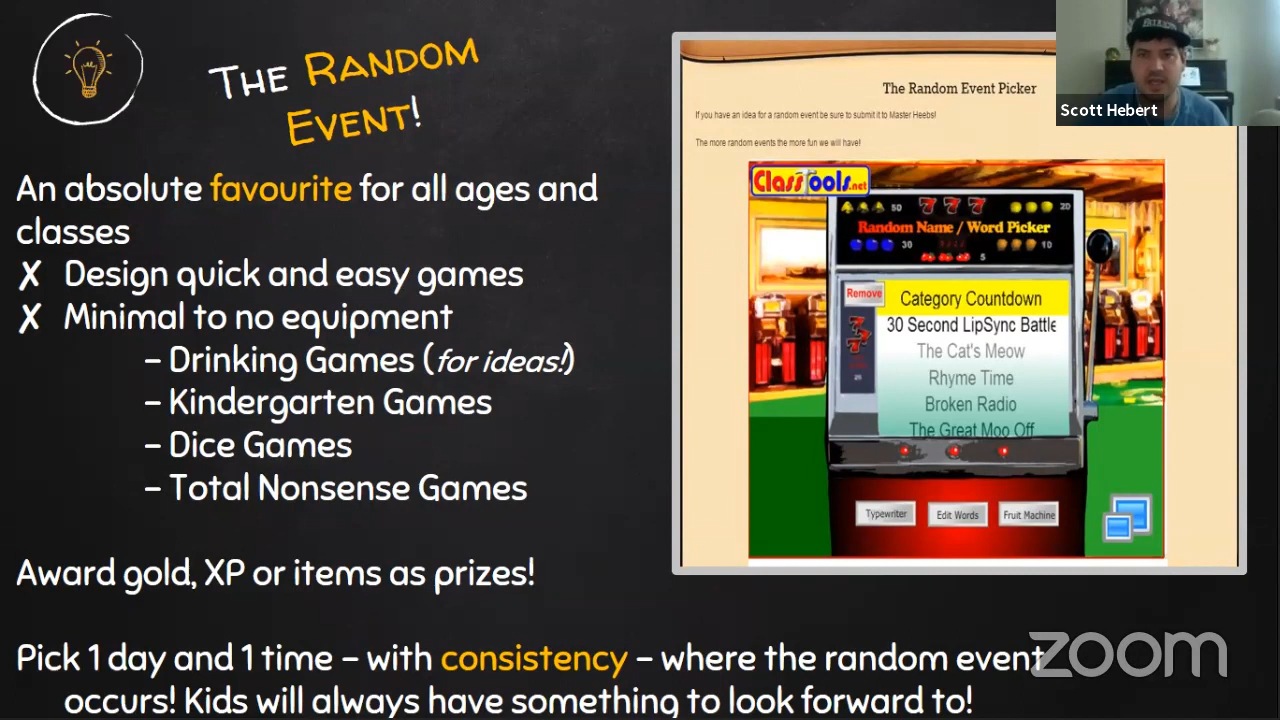 The Random
Event!
An absolute favourite for all ages and
classes
✗ Design quick and easy games
✗ Minimal to no equipment
– Drinking Games (for ideas!)
– Kindergarten Games
– Dice Games
– Total Nonsense Games
Award gold, XP or items as prizes!
Pick 1 day and 1 time – with consistency – where the random event
occurs! Kids will always have something to look forward to!
The Random Event Picker
If you have an idea for a random event be sure to submit it to Master Heebs!
The more random events the more fun we will have!
ClassTools.net
50 7 7 7 20
Random Name / Word Picker
30 10
5
Remove
Category Countdown
30 Second LipSync Battle
The Cat's Meow
Rhyme Time
Broken Radio
The Great Moo Off
Typewriter Edit Words Fruit Machine
Scott Hebert
zoom